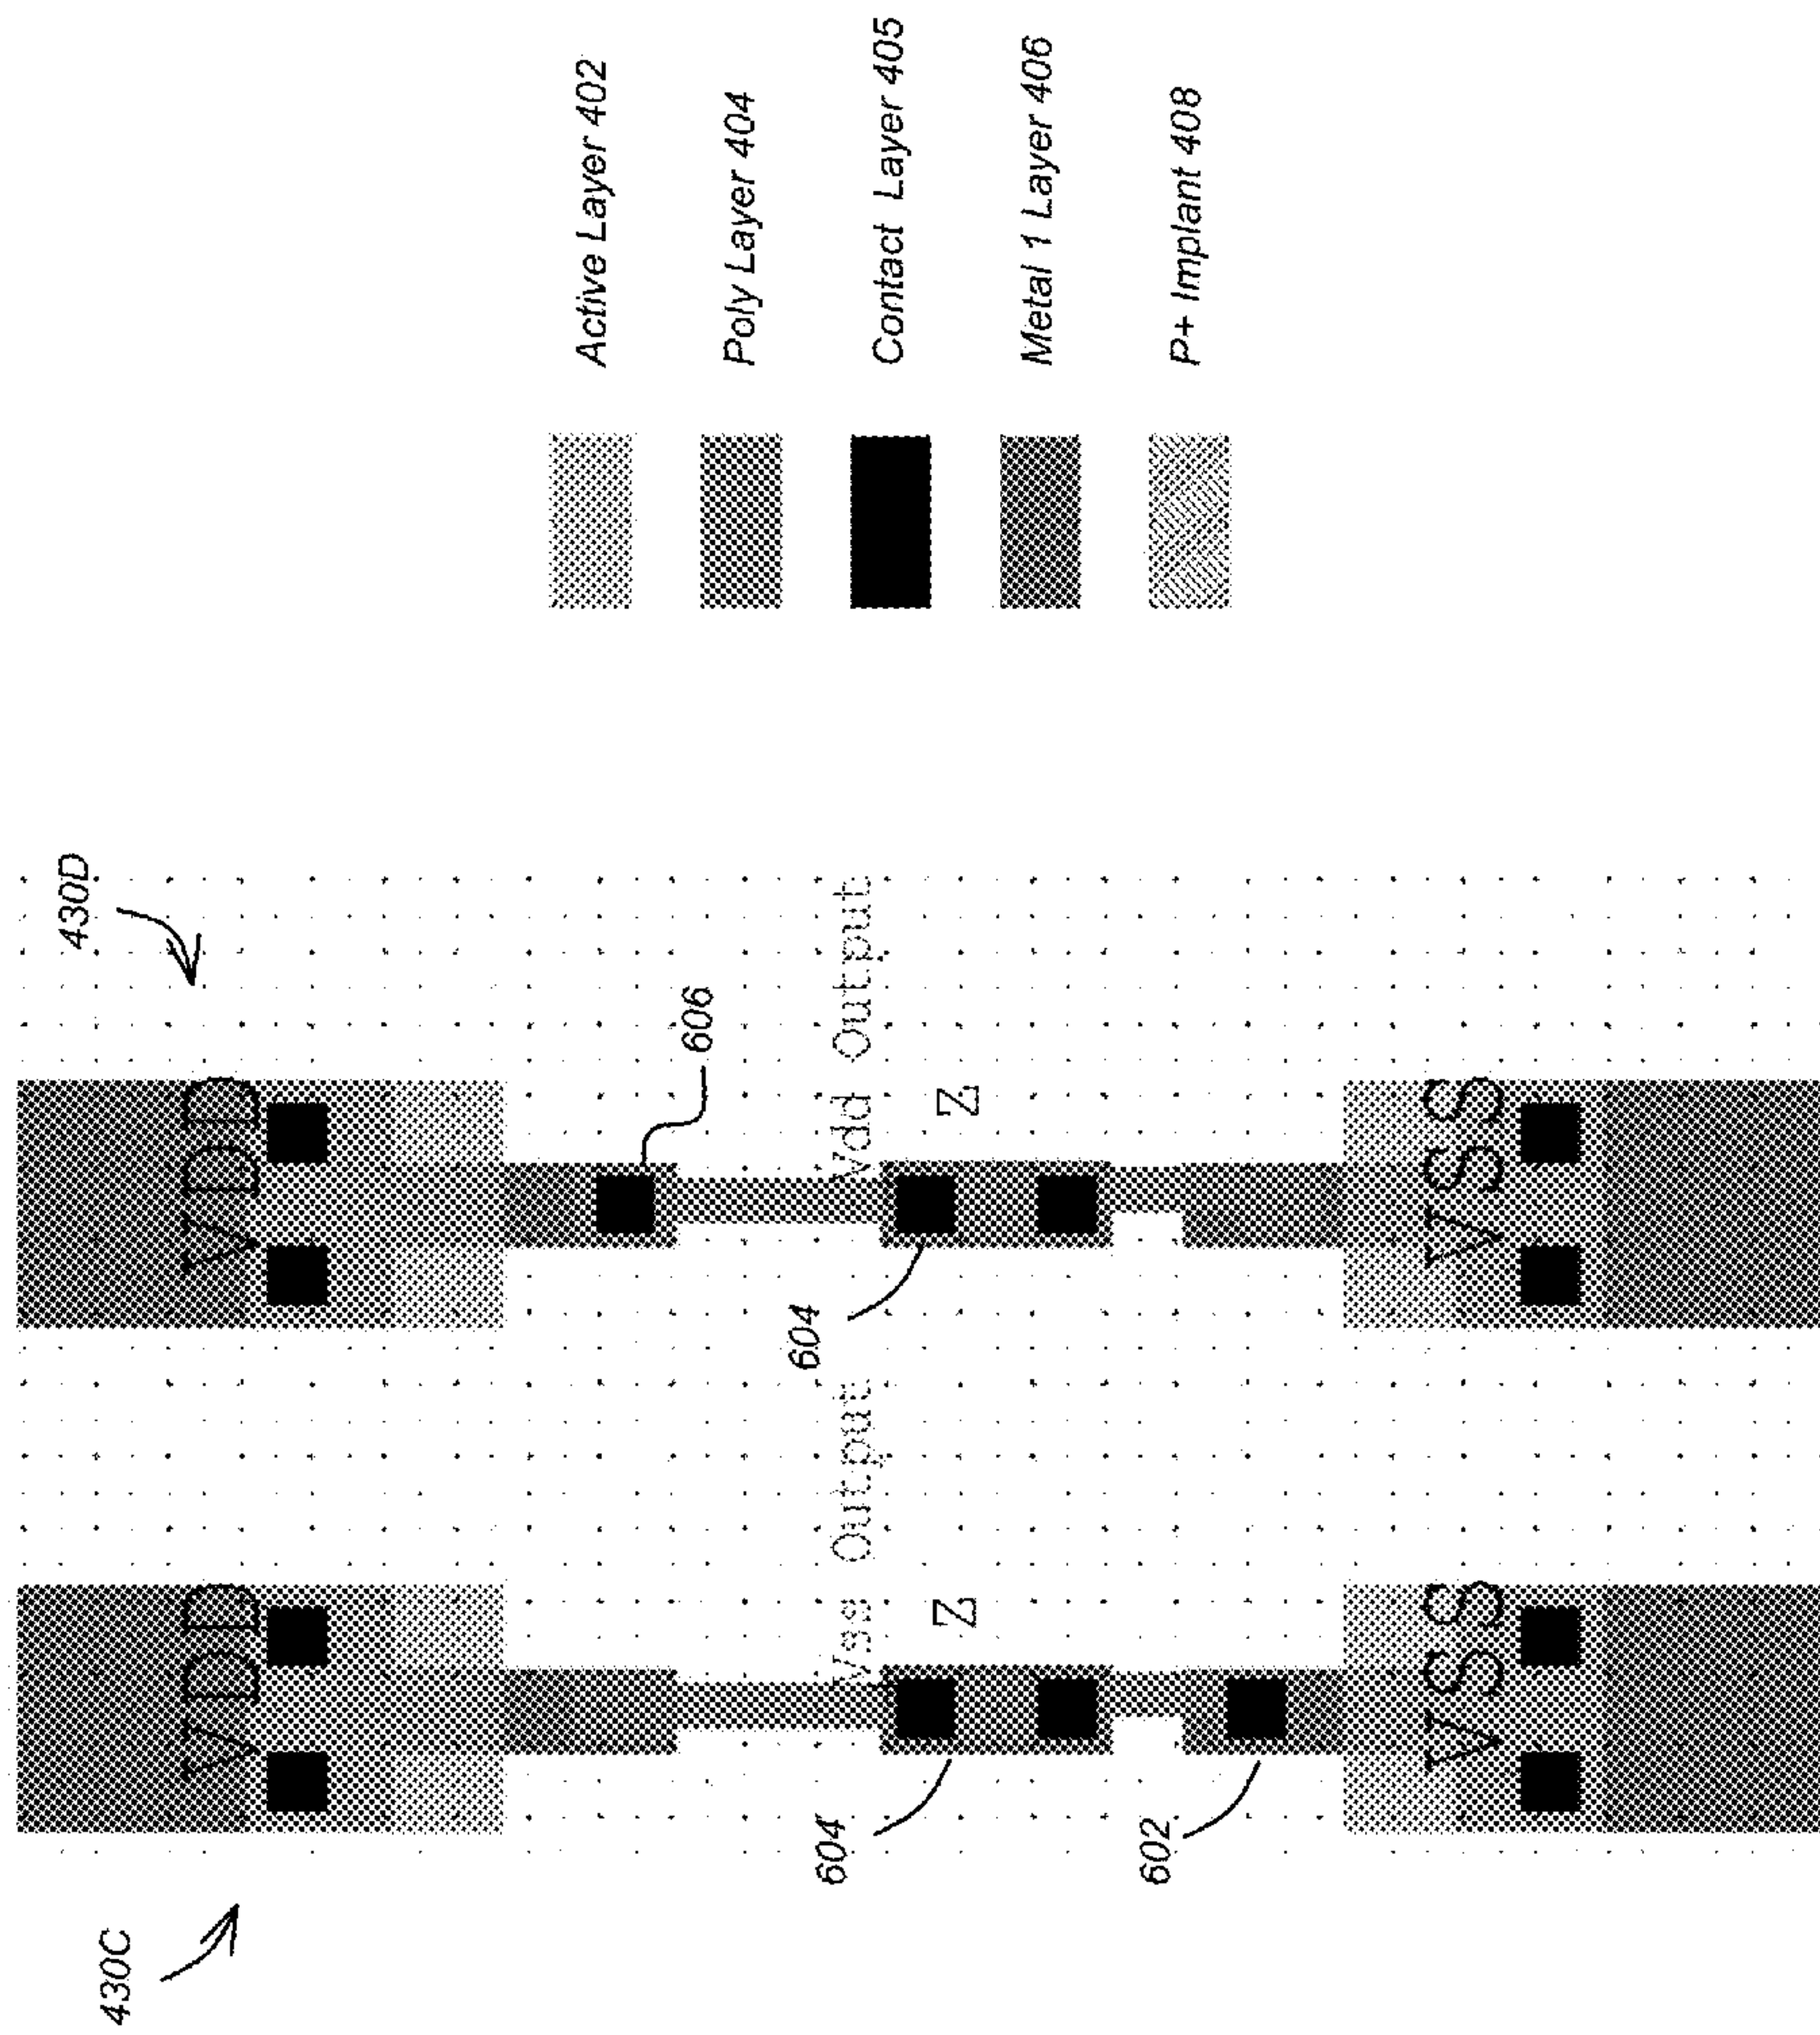 430C
430D
VDD
VDD
606
604
Vss Output
Vdd Output
Z
Z
604
602
VSS
VSS
Active Layer 402
Poly Layer 404
Contact Layer 405
Metal 1 Layer 406
P+ Implant 408